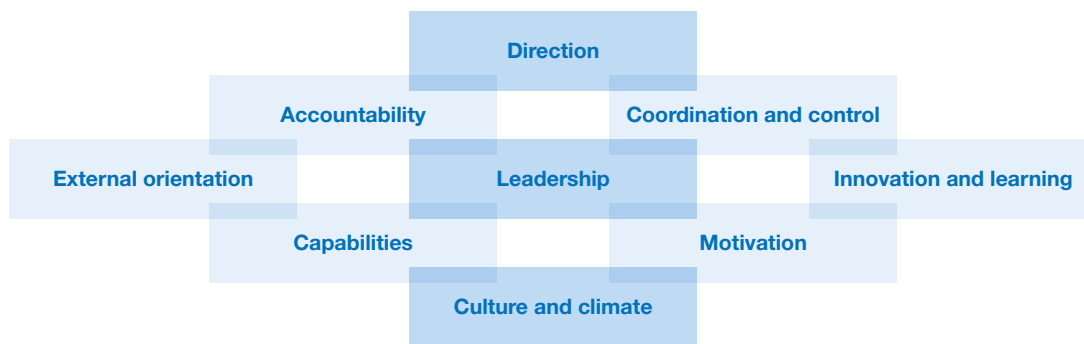 Direction
Accountability
Coordination and control
External orientation
Leadership
Innovation and learning
Capabilities
Motivation
Culture and climate